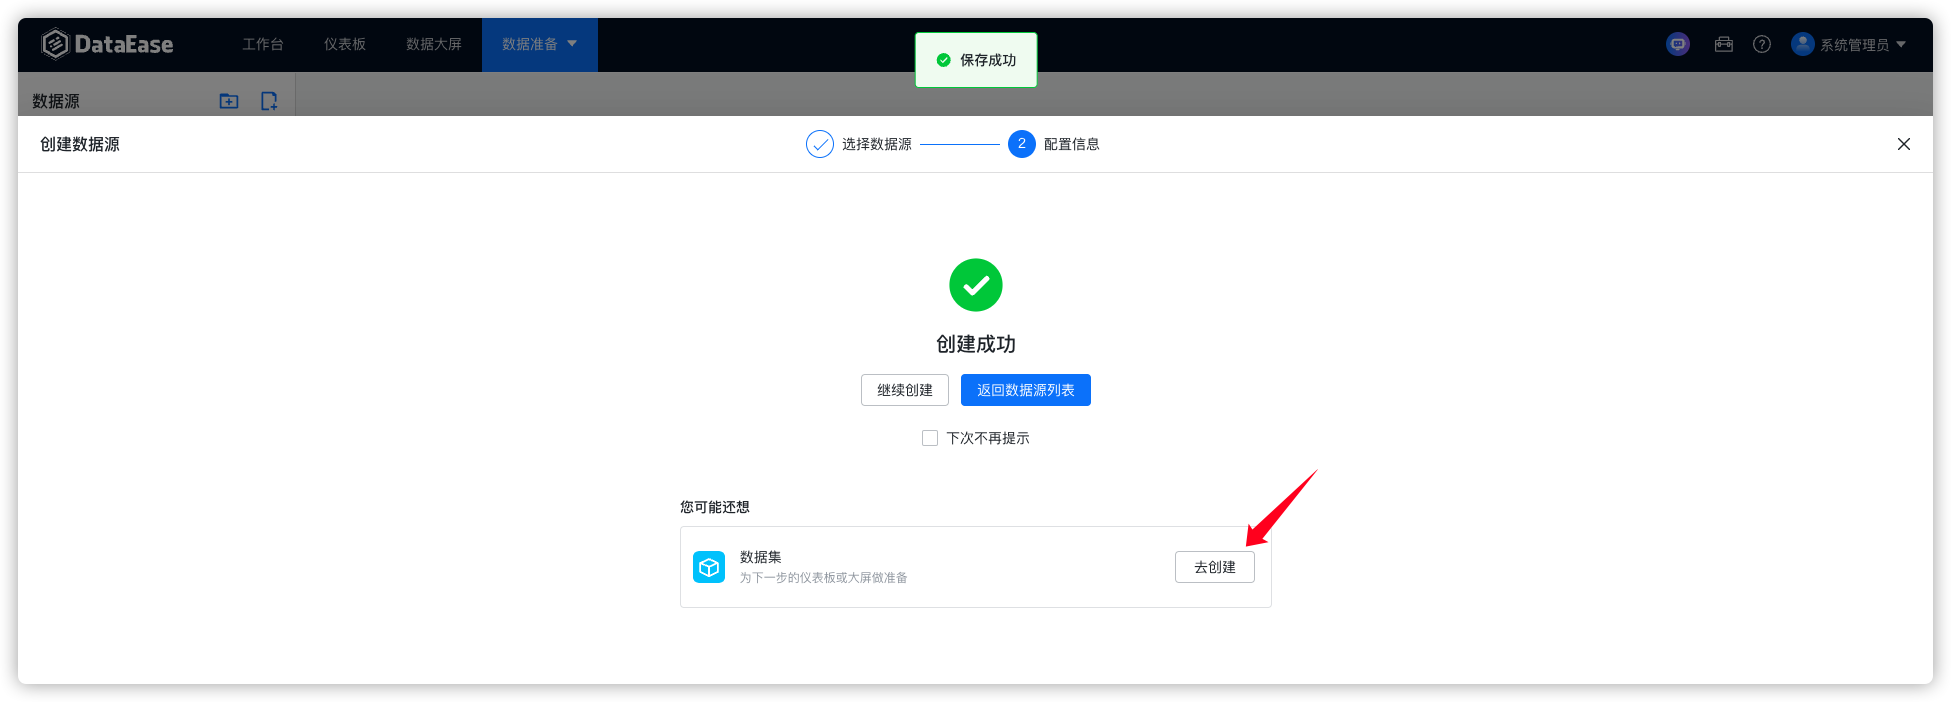 DataEase 工作台 仪表板 数据大屏 数据准备 系统管理员
保存成功
数据源
创建数据源 选择数据源 2 配置信息
创建成功
继续创建 返回数据源列表
下次不再提示
您可能还想
数据集
为下一步的仪表板或大屏做准备
去创建